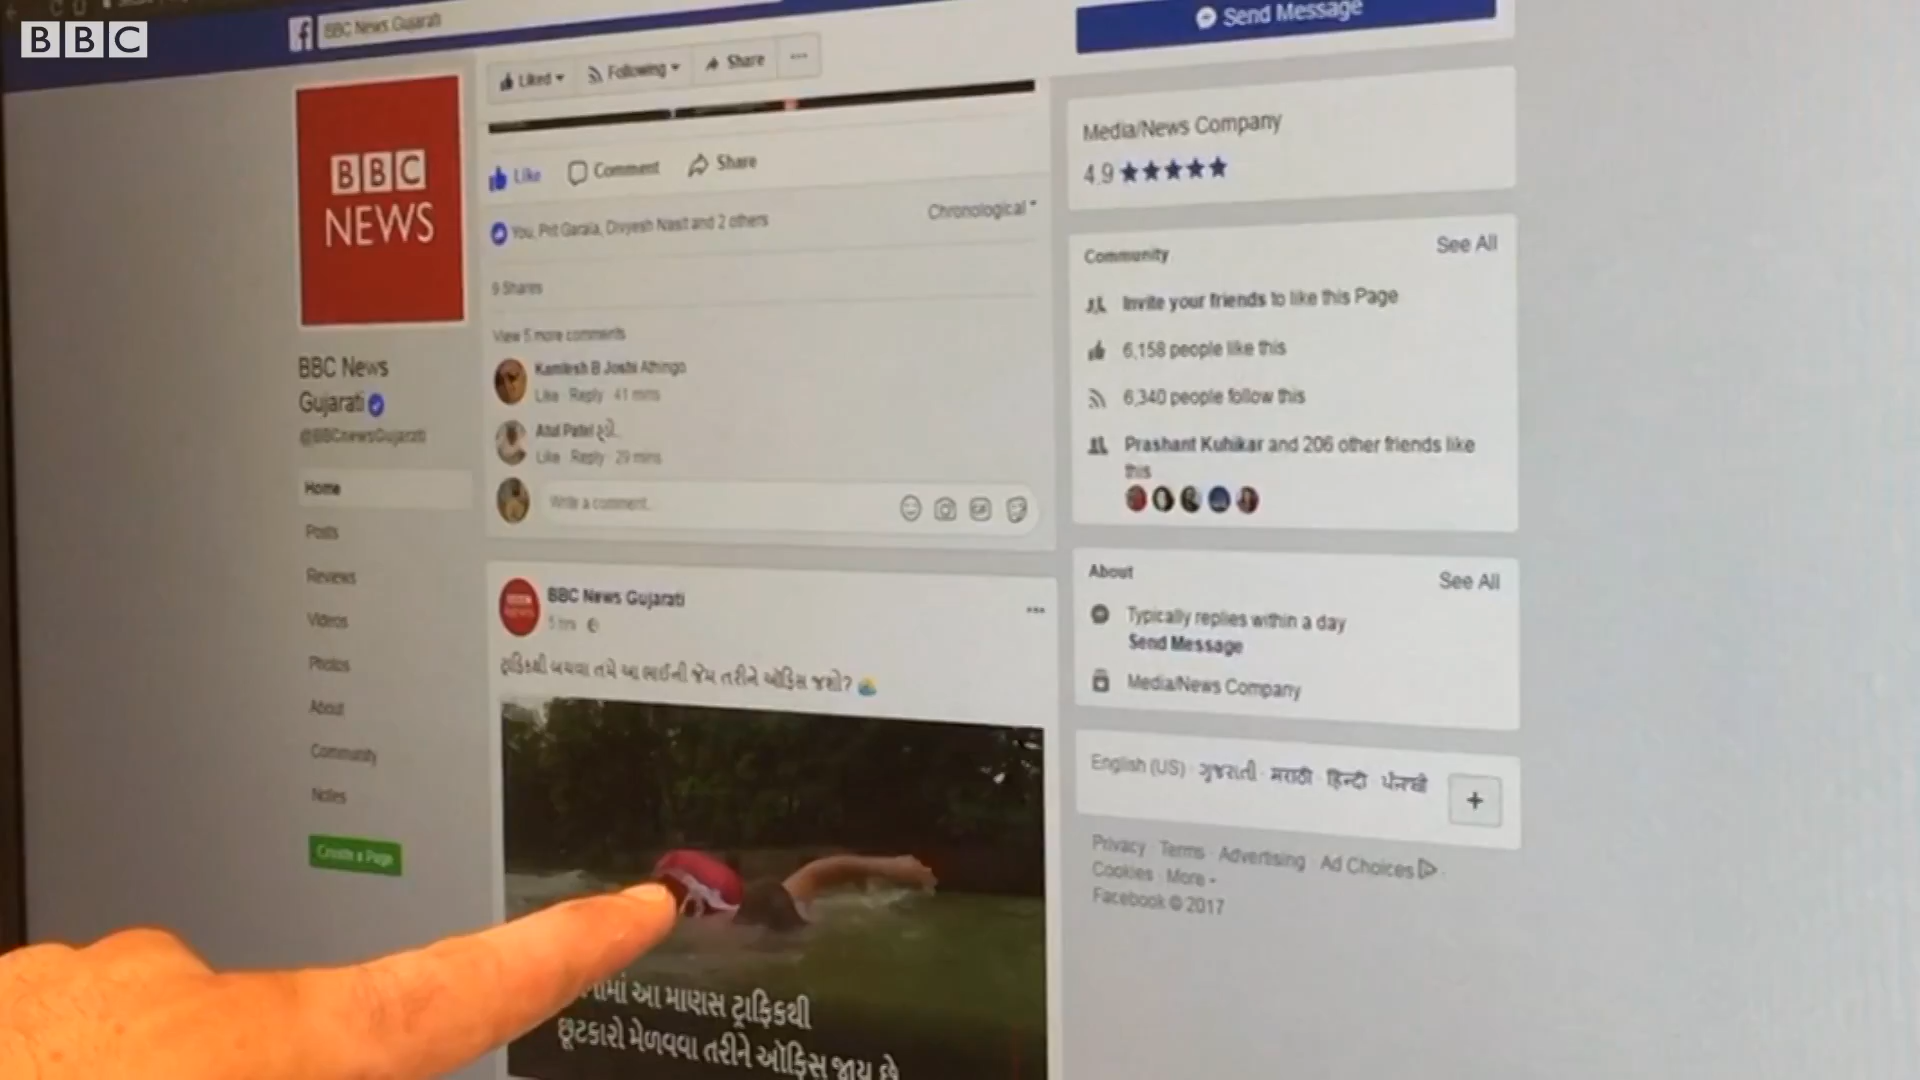 BBC
BBC News Gujarati
Send Message
Liked
Following
Share
BBC
NEWS
BBC News
Gujarati
@BBCnewsGujarati
Home
Posts
Reviews
Videos
Photos
About
Community
Notes
Create a Page
Like
Comment
Share
You, Prit Garala, Divyesh Nasit and 2 others
Chronological
9 Shares
View 5 more comments
Kamlesh B Joshi
Like · Reply · 41 mins
Atul Patel
Like · Reply · 29 mins
Write a comment...
GIF
BBC News Gujarati
5 hrs
ટ્રાફિકથી બચવા તમે આ ભાઈની જેમ તરીને ઑફિસ જશો?
આ માણસ ટ્રાફિકથી
છૂટકારો મેળવવા તરીને ઑફિસ જાય છે
Media/News Company
4.9
Community
See All
Invite your friends to like this Page
6,158 people like this
6,340 people follow this
Prashant Kuhikar and 206 other friends like
this
About
See All
Typically replies within a day
Send Message
Media/News Company
English (US) · ગુજરાતી · मराठी · हिन्दी · ਪੰਜਾਬੀ
+
Privacy · Terms · Advertising · Ad Choices
Cookies · More
Facebook © 2017